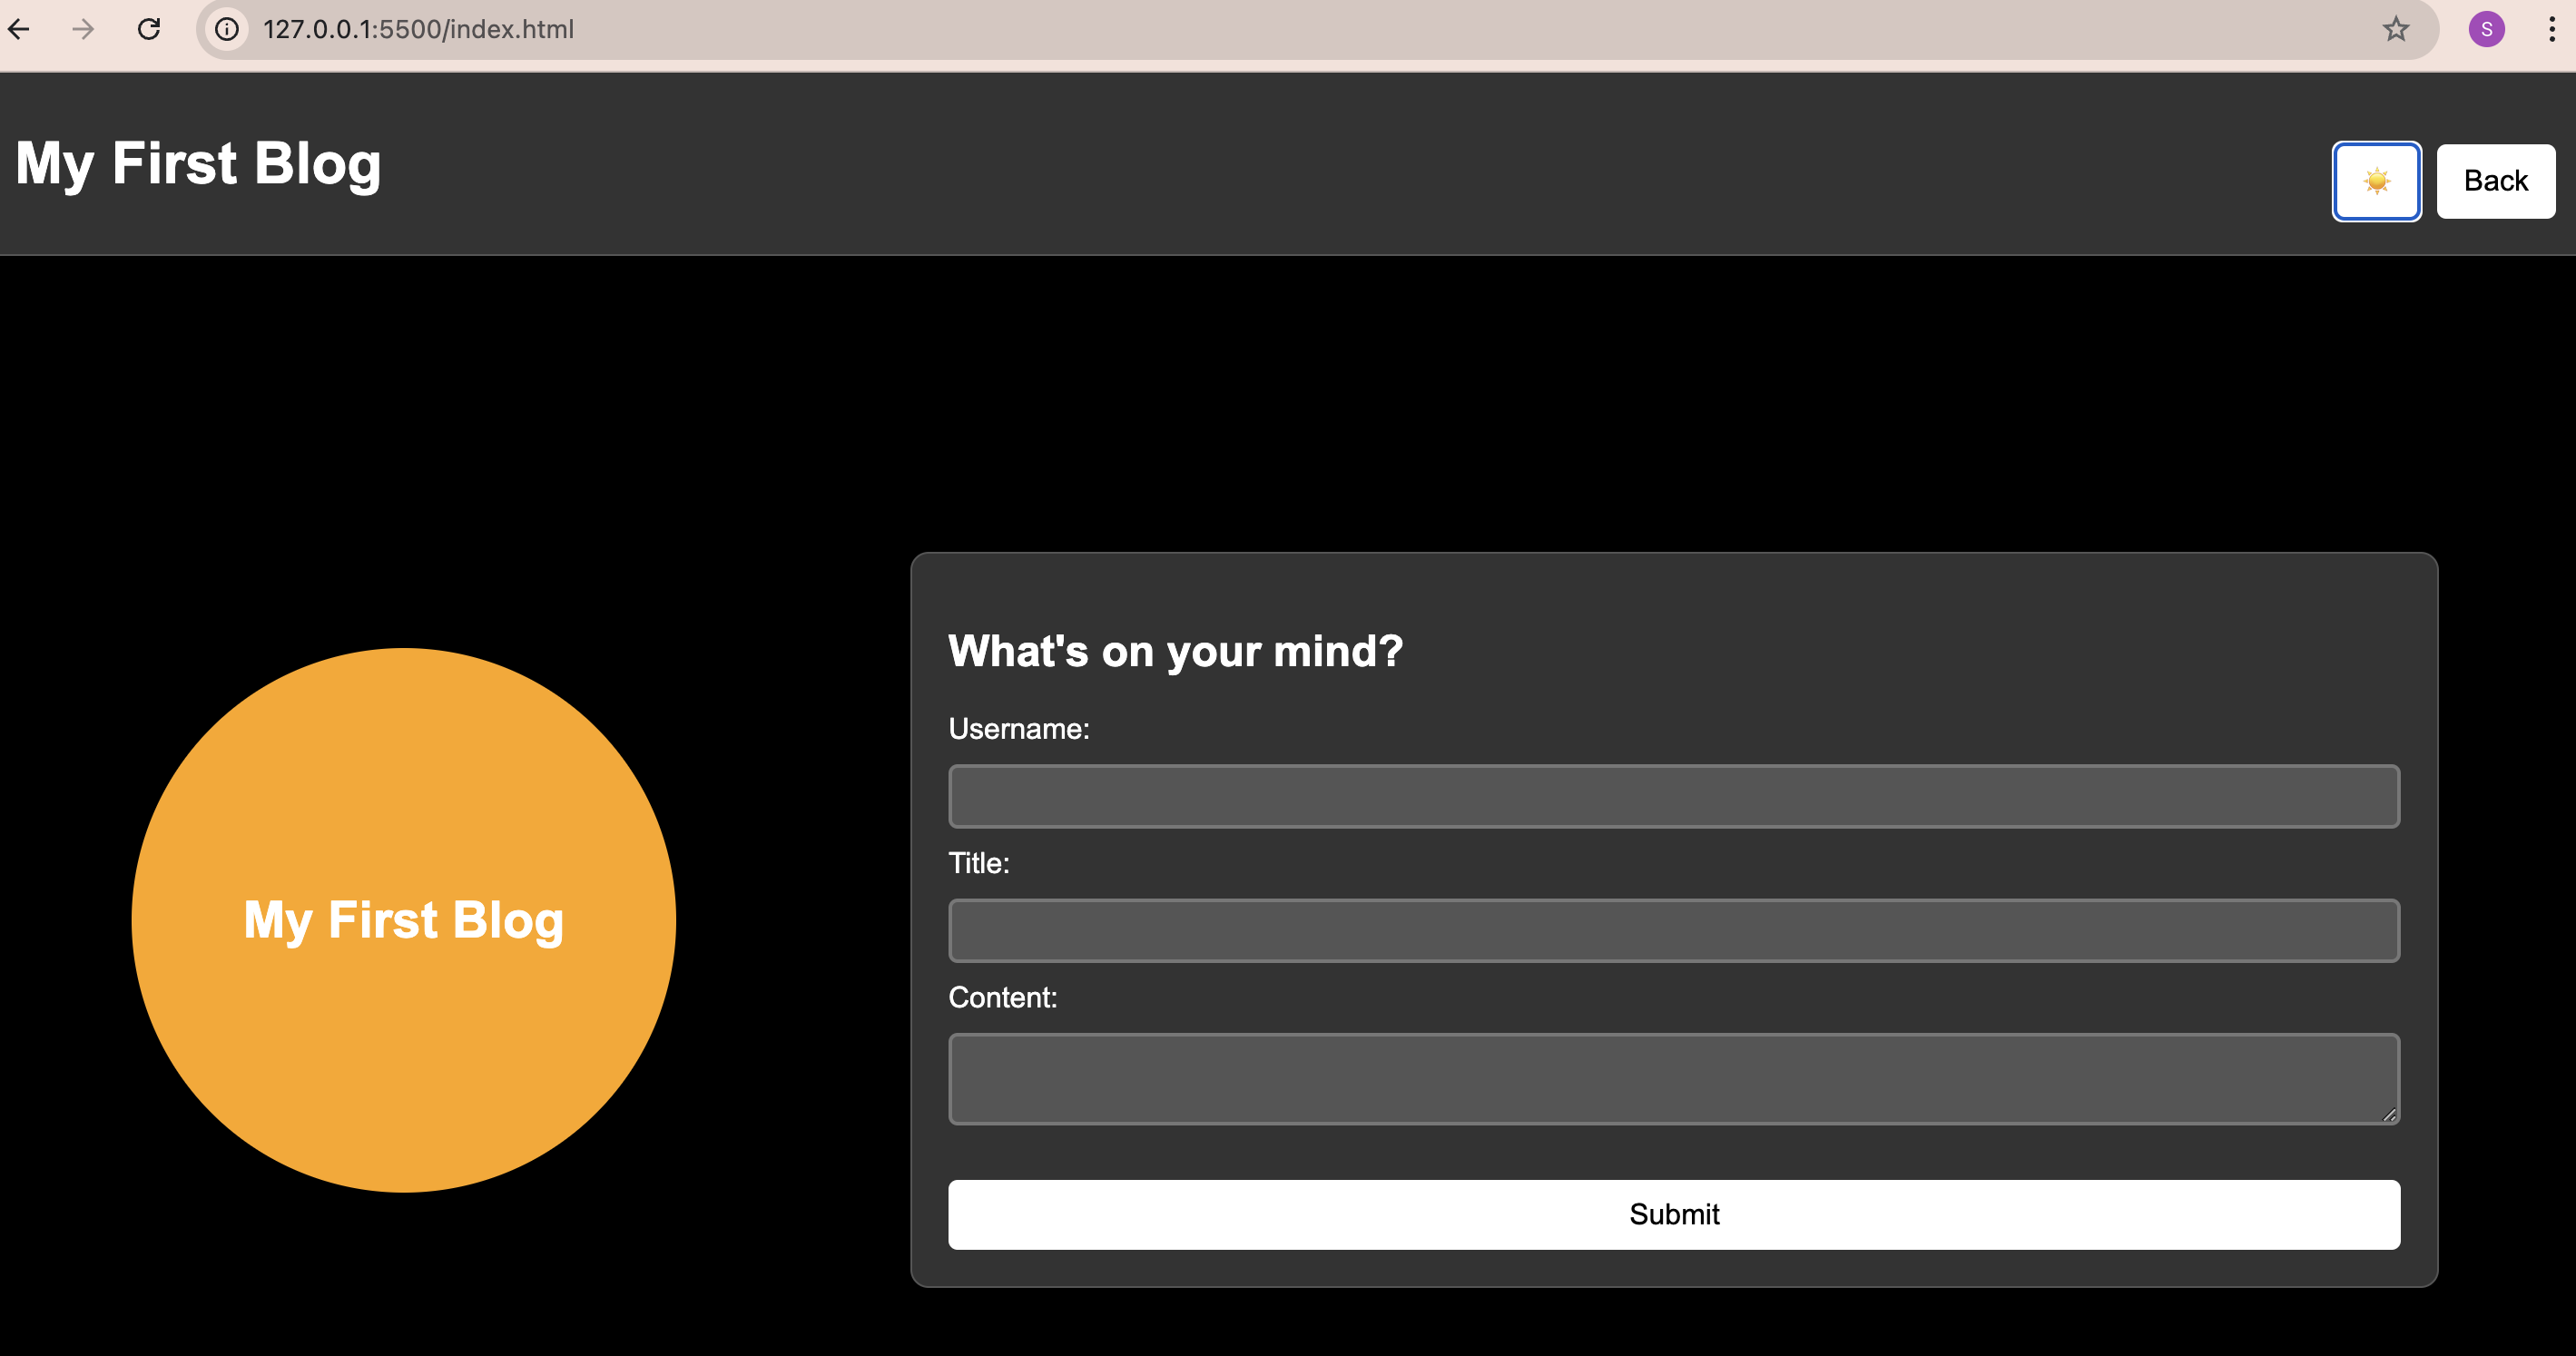 127.0.0.1:5500/index.html
S
My First Blog
Back
My First Blog
What's on your mind?
Username:
Title:
Content:
Submit